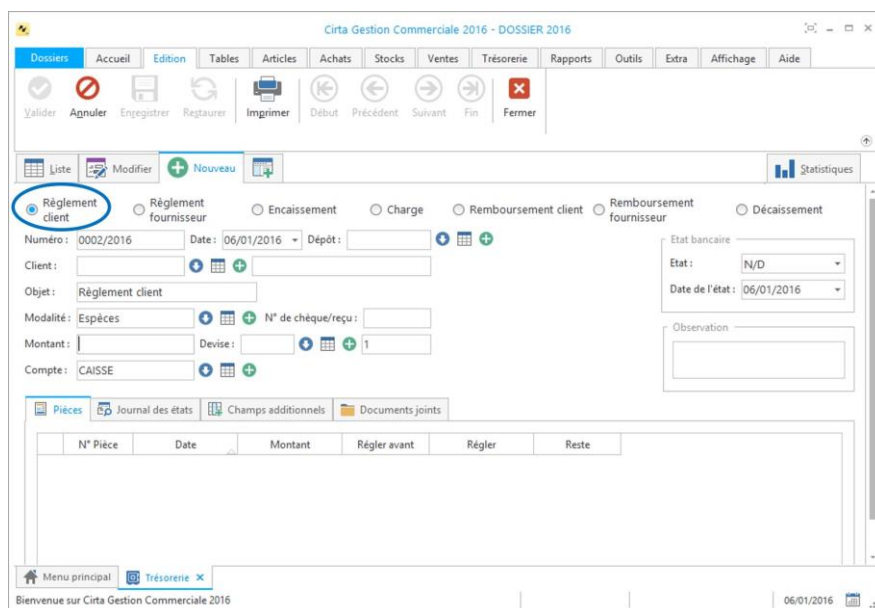 Cirta Gestion Commerciale 2016 - DOSSIER 2016
Dossiers Accueil Edition Tables Articles Achats Stocks Ventes Trésorerie Rapports Outils Extra Affichage Aide
Valider Annuler Enregistrer Restaurer Imprimer Début Précédent Suivant Fin Fermer
Liste Modifier Nouveau Statistiques
Règlement client Règlement fournisseur Encaissement Charge Remboursement client Remboursement fournisseur Décaissement
Numéro : 0002/2016 Date : 06/01/2016 Dépôt :
Etat bancaire
Client :
Etat : N/D
Objet : Règlement client
Date de l'état : 06/01/2016
Modalité : Espèces N° de chèque/reçu :
Observation
Montant : Devise : 1
Compte : CAISSE
Pièces Journal des états Champs additionnels Documents joints
N° Pièce Date Montant Régler avant Régler Reste
Menu principal Trésorerie
Bienvenue sur Cirta Gestion Commerciale 2016 06/01/2016